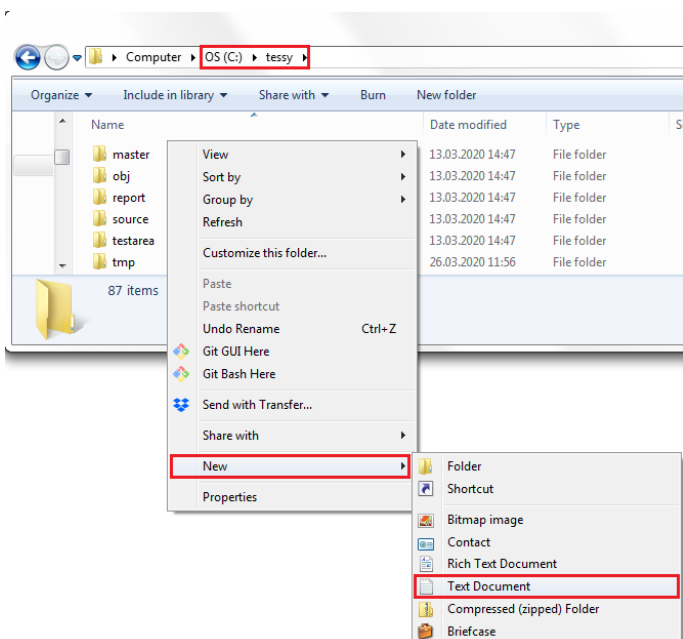 Computer OS (C:) tessy
Organize Include in library Share with Burn New folder
Name Date modified Type S
master 13.03.2020 14:47 File folder
obj 13.03.2020 14:47 File folder
report 13.03.2020 14:47 File folder
source 13.03.2020 14:47 File folder
testarea 13.03.2020 14:47 File folder
tmp 26.03.2020 11:56 File folder
87 items
View
Sort by
Group by
Refresh
Customize this folder...
Paste
Paste shortcut
Undo Rename Ctrl+Z
Git GUI Here
Git Bash Here
Send with Transfer...
Share with
New
Properties
Folder
Shortcut
Bitmap image
Contact
Rich Text Document
Text Document
Compressed (zipped) Folder
Briefcase